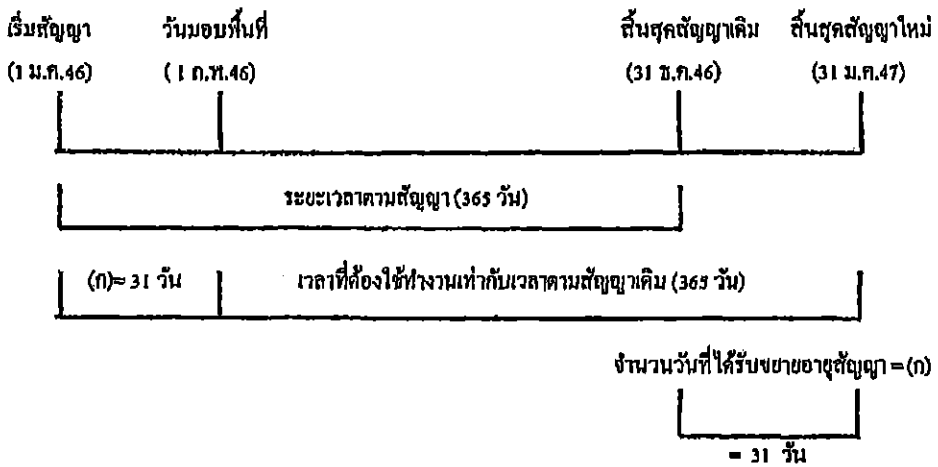 เริ่มสัญญา วันมอบพื้นที่ สิ้นสุดสัญญาเดิม สิ้นสุดสัญญาใหม่
(1 ม.ค.46) (1 ก.พ.46) (31 ธ.ค.46) (31 ม.ค.47)
ระยะเวลาตามสัญญา (365 วัน)
(ก)= 31 วัน เวลาที่ต้องใช้ทำงานเท่ากับเวลาตามสัญญาเดิม (365 วัน)
จำนวนวันที่ได้รับขยายอายุสัญญา = (ก)
= 31 วัน